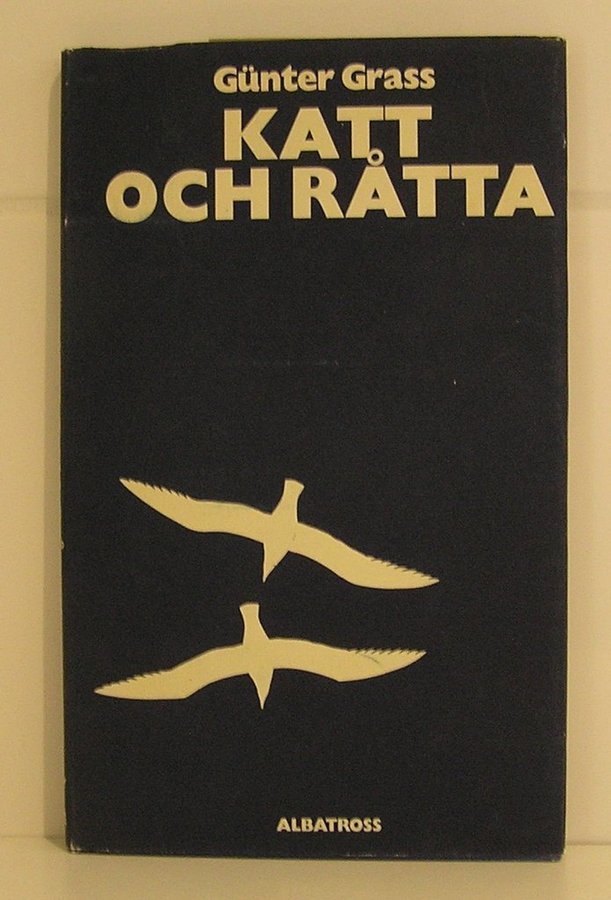 Günter Grass
KATT
OCH RÅTTA
ALBATROSS